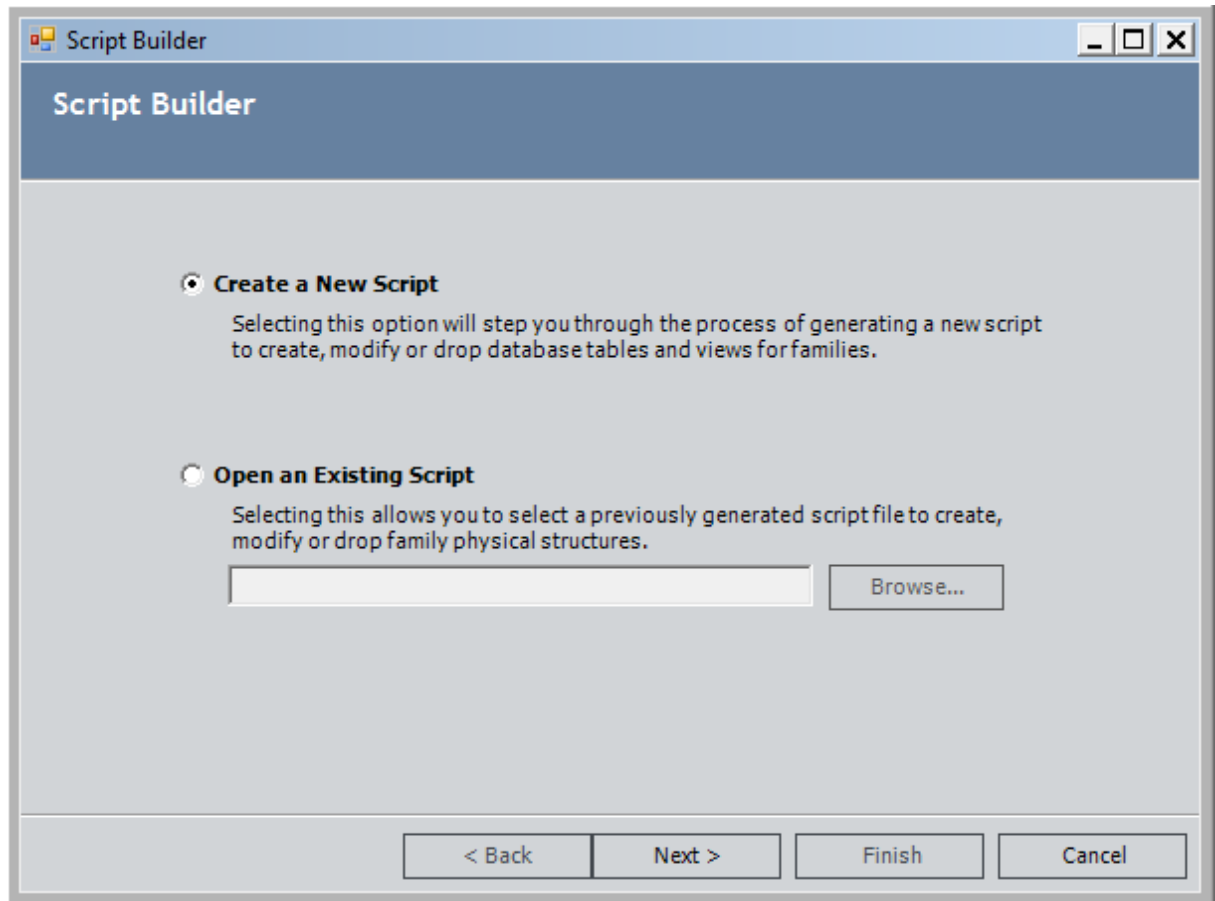 Script Builder
Script Builder
Create a New Script
Selecting this option will step you through the process of generating a new script
to create, modify or drop database tables and views for families.
Open an Existing Script
Selecting this allows you to select a previously generated script file to create,
modify or drop family physical structures.
Browse...
< Back Next > Finish Cancel